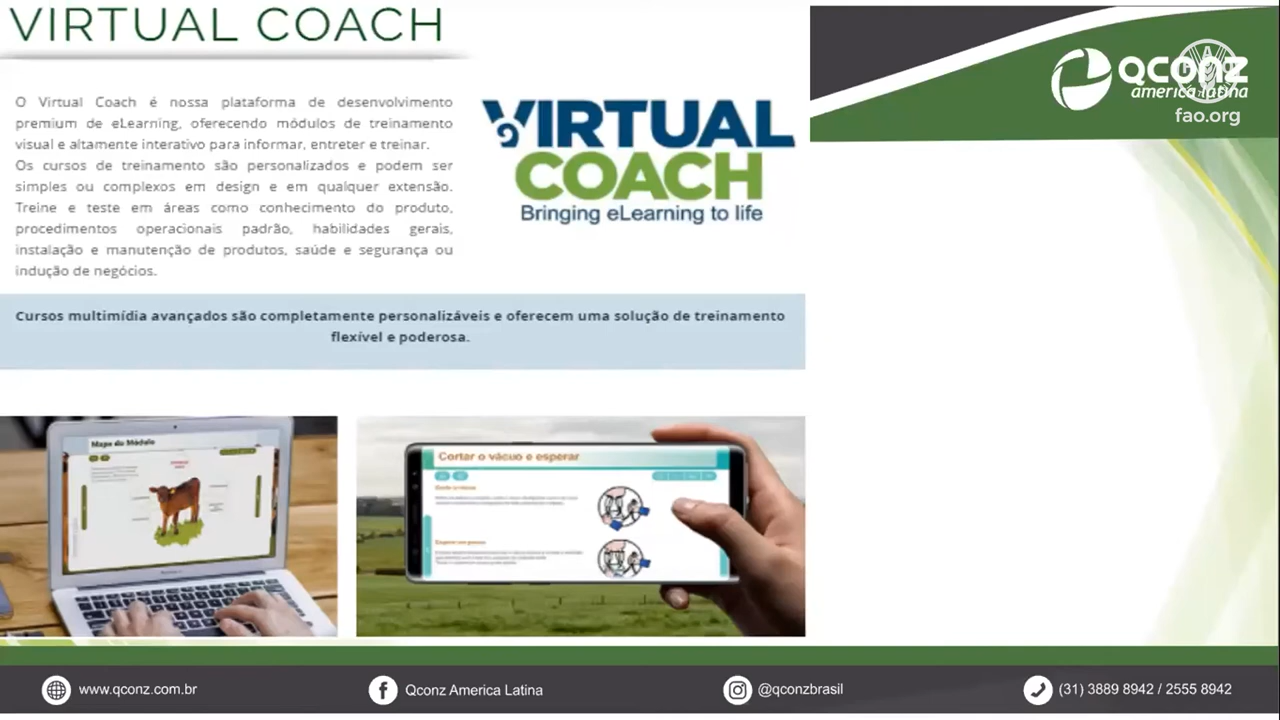 VIRTUAL COACH
O Virtual Coach é nossa plataforma de desenvolvimento
premium de eLearning, oferecendo módulos de treinamento
visual e altamente interativo para informar, entreter e treinar.
Os cursos de treinamento são personalizados e podem ser
simples ou complexos em design e em qualquer extensão.
Treine e teste em áreas como conhecimento do produto,
procedimentos operacionais padrão, habilidades gerais,
instalação e manutenção de produtos, saúde e segurança ou
indução de negócios.
VIRTUAL
COACH
Bringing eLearning to life
qconz
america latina
fao.org
Cursos multimídia avançados são completamente personalizáveis e oferecem uma solução de treinamento
flexível e poderosa.
Mapa do Módulo
Cortar o vácuo e esperar
www.qconz.com.br
Qconz America Latina
@qconzbrasil
(31) 3889 8942 / 2555 8942